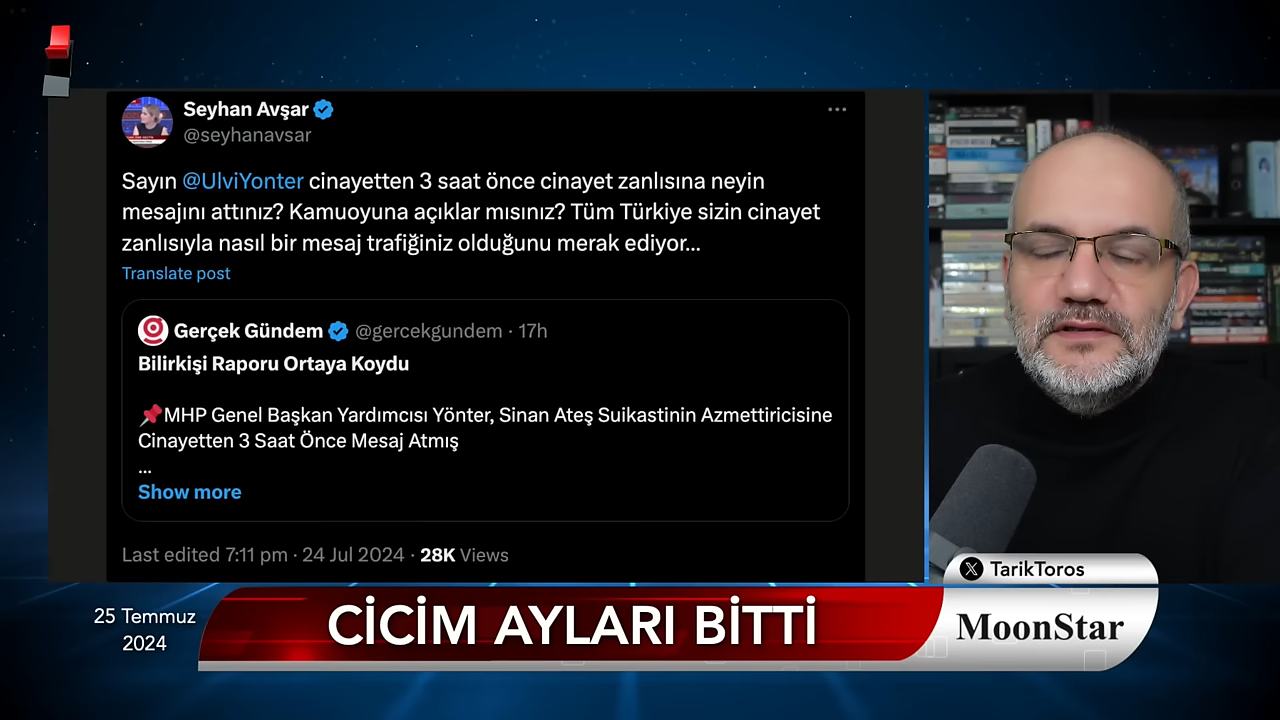 Seyhan Avşar
@seyhanavsar
Sayın @UlviYonter cinayetten 3 saat önce cinayet zanlısına neyin
mesajını attınız? Kamuoyuna açıklar mısınız? Tüm Türkiye sizin cinayet
zanlısıyla nasıl bir mesaj trafiğiniz olduğunu merak ediyor...
Translate post
Gerçek Gündem @gercekgundem · 17h
Bilirkişi Raporu Ortaya Koydu
📌MHP Genel Başkan Yardımcısı Yönter, Sinan Ateş Suikastinin Azmettiricisine
Cinayetten 3 Saat Önce Mesaj Atmış
...
Show more
Last edited 7:11 pm · 24 Jul 2024 · 28K Views
X TarikToros
25 Temmuz
2024
CİCİM AYLARI BİTTİ
MoonStar